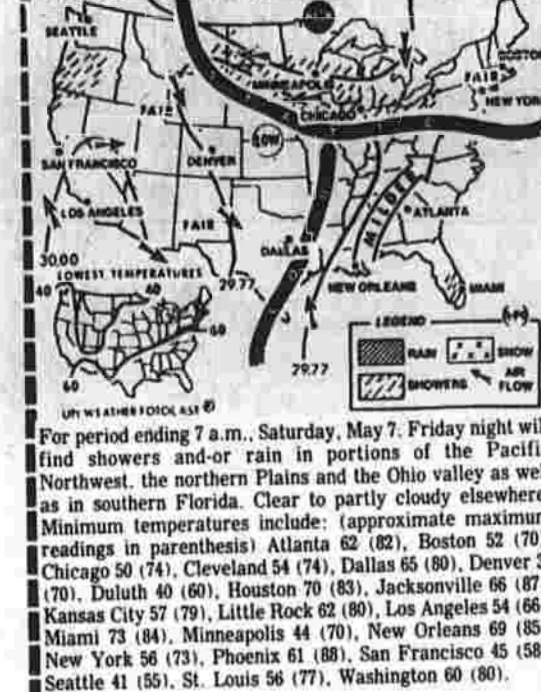 SEATTLE
BOSTON
MINNEAPOLIS
FAIR
NEW YORK
CHICAGO
FAIR
LOW
SAN FRANCISCO
DENVER
LOS ANGELES
MILDER
ATLANTA
FAIR
DALLAS
30.00
LOWEST TEMPERATURES
29.77
NEW ORLEANS
MIAMI
40
40
60
60
29.77
LEGEND
RAIN
SNOW
SHOWERS
AIR
FLOW
UPI WEATHER FOTOCAST ©
For period ending 7 a.m., Saturday, May 7. Friday night wil
find showers and-or rain in portions of the Pacifi
Northwest, the northern Plains and the Ohio valley as wel
as in southern Florida. Clear to partly cloudy elsewhere
Minimum temperatures include: (approximate maximum
readings in parenthesis) Atlanta 62 (82), Boston 52 (70
Chicago 50 (74), Cleveland 54 (74), Dallas 65 (80), Denver 3
(70), Duluth 40 (60), Houston 70 (83), Jacksonville 66 (87
Kansas City 57 (79), Little Rock 62 (80), Los Angeles 54 (66
Miami 73 (84), Minneapolis 44 (70), New Orleans 69 (85
New York 56 (73), Phoenix 61 (88), San Francisco 45 (58
Seattle 41 (55), St. Louis 56 (77), Washington 60 (80).